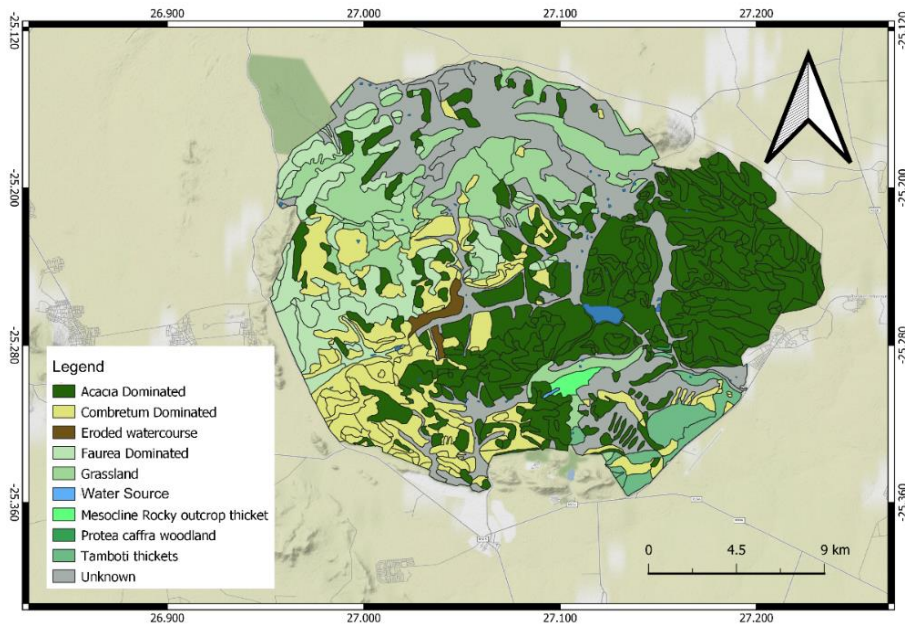 26.900 27.000 27.100 27.200
-25.120 -25.120
-25.200 -25.200
-25.280 -25.280
-25.360 -25.360
Legend
Acacia Dominated
Combretum Dominated
Eroded watercourse
Faurea Dominated
Grassland
Water Source
Mesocline Rocky outcrop thicket
Protea caffra woodland
Tamboti thickets
Unknown
0 4.5 9 km
26.900 27.000 27.100 27.200